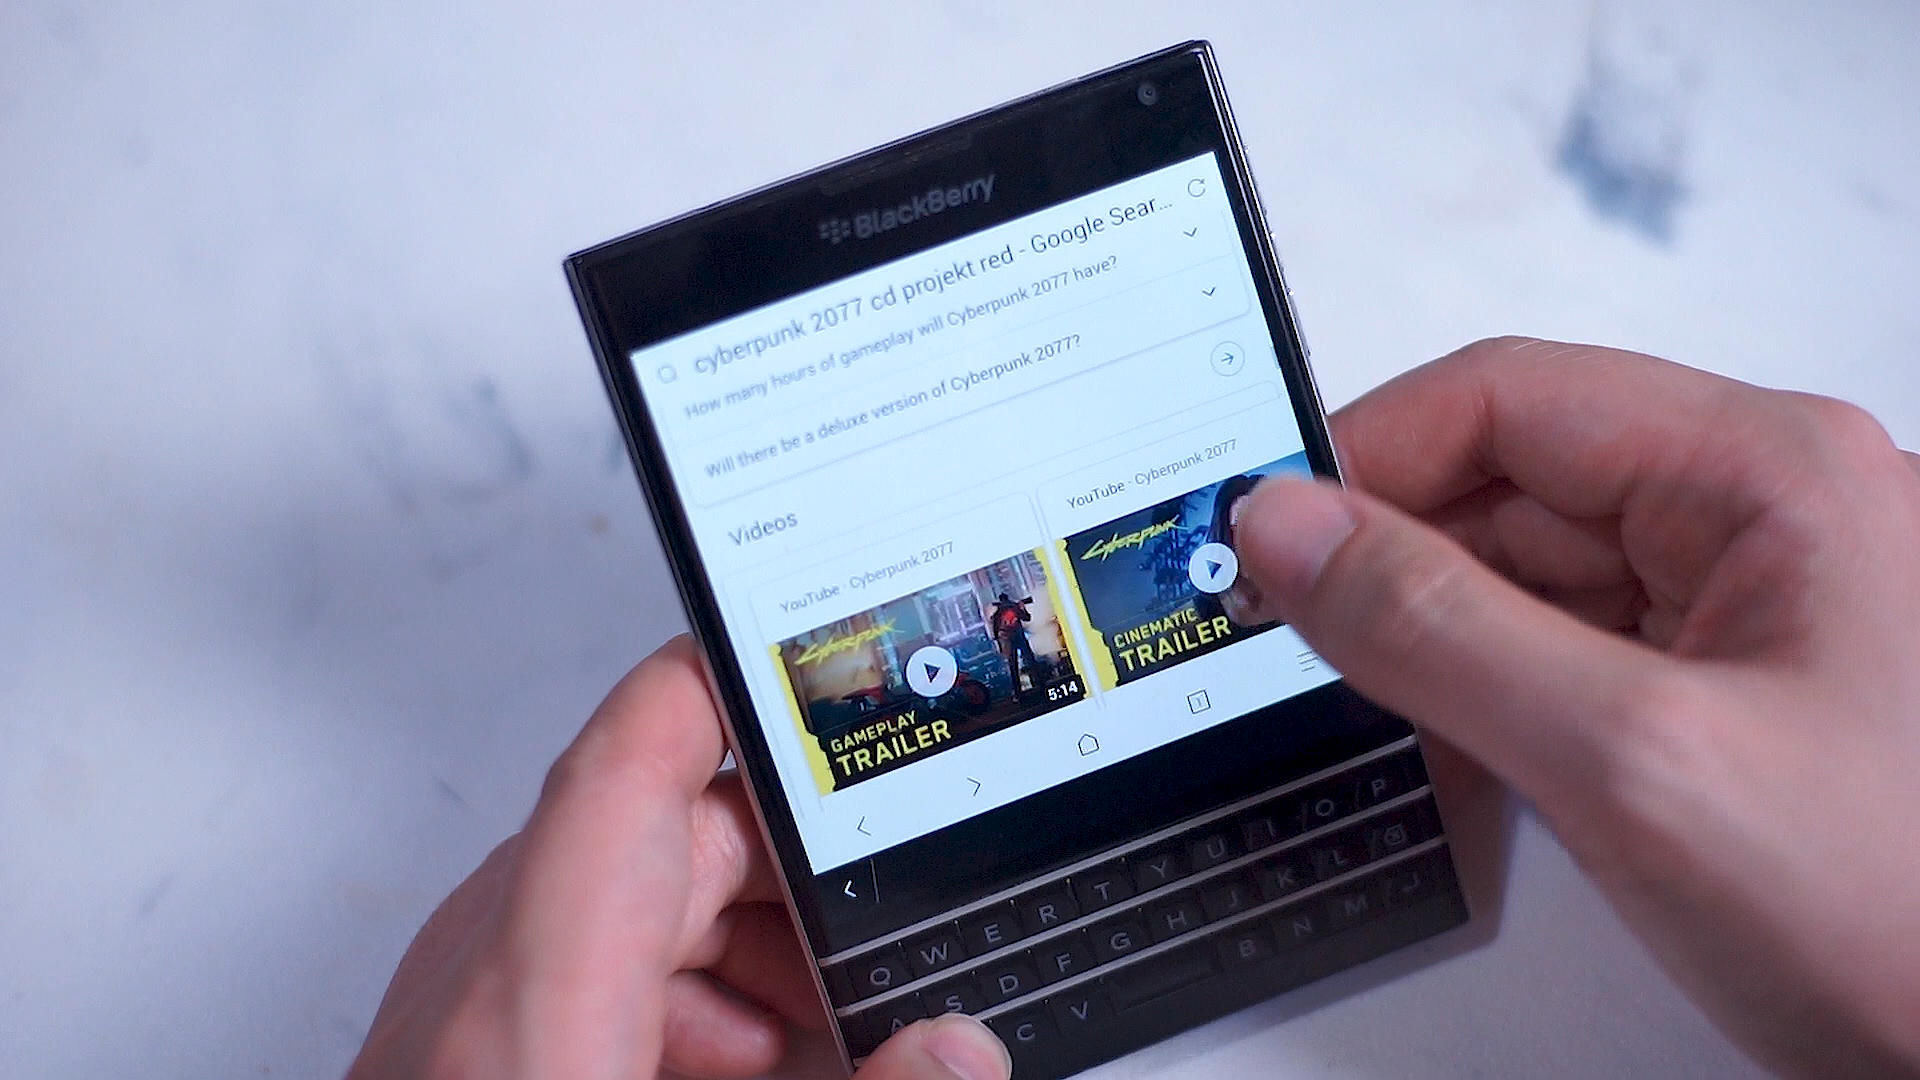 BlackBerry
cyberpunk 2077 cd projekt red - Google Sear...
How many hours of gameplay will Cyberpunk 2077 have?
Will there be a deluxe version of Cyberpunk 2077?
Videos
YouTube · Cyberpunk 2077
YouTube · Cyberpunk 2077
CYBERPUNK
GAMEPLAY
TRAILER
5:14
CYBERPUNK
CINEMATIC
TRAILER
1
Q W E R T Y U I O P
A S D F G H J K L
C V B N M